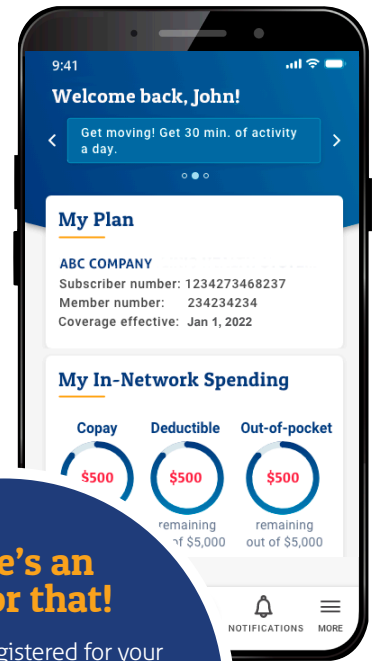 9:41
Welcome back, John!
Get moving! Get 30 min. of activity
a day.
My Plan
ABC COMPANY
Subscriber number: 1234273468237
Member number: 234234234
Coverage effective: Jan 1, 2022
My In-Network Spending
Copay Deductible Out-of-pocket
$500 $500 $500
remaining remaining
of $5,000 out of $5,000
e's an
or that!
gistered for your
NOTIFICATIONS MORE